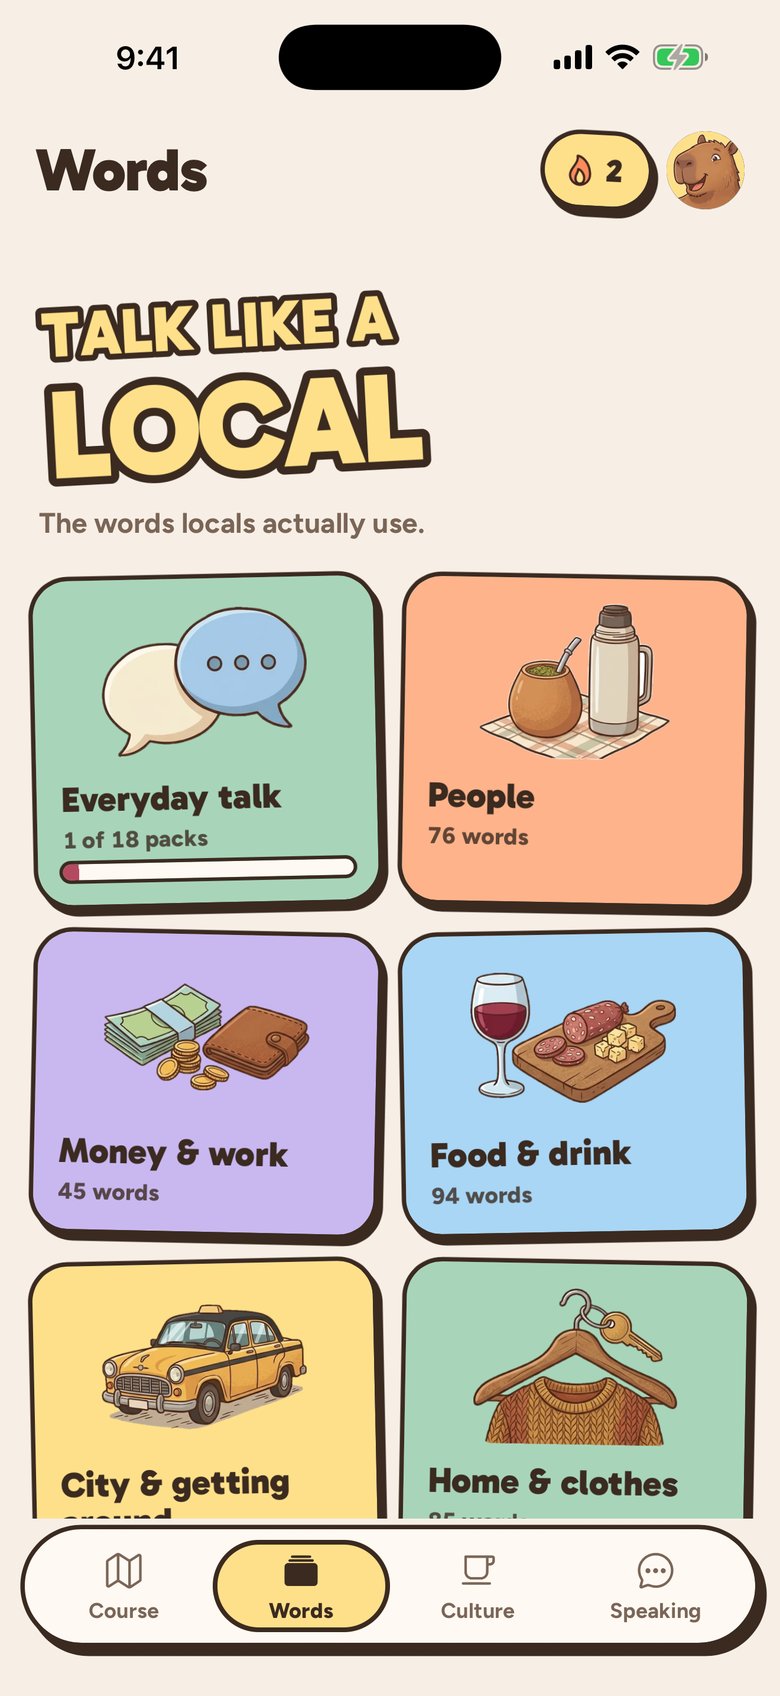 9:41
Words
2
TALK LIKE A
LOCAL
The words locals actually use.
Everyday talk
1 of 18 packs
People
76 words
Money & work
45 words
Food & drink
94 words
City & getting
around
Home & clothes
Course
Words
Culture
Speaking